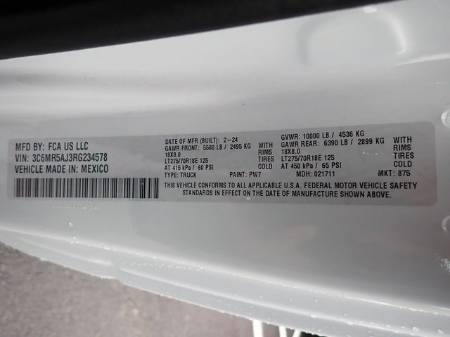 MFD BY: FCA US LLC
VIN: 3C6MR5AJ3RG234578
VEHICLE MADE IN: MEXICO
DATE OF MFR (BUILT): 2-24
GVWR: 10000 LB / 4536 KG
GAWR FRONT: 5500 LB / 2495 KG WITH
GAWR REAR: 6390 LB / 2899 KG WITH
18X8.0 TIRES
18X8.0 TIRES
LT275/70R18E 125 RIMS
LT275/70R18E 125 RIMS
AT 415 kPa / 60 PSI WITH
AT 450 kPa / 65 PSI WITH
TYPE: TRUCK PAINT: PW7 MDH: 021711 MKT: 87S
THIS VEHICLE CONFORMS TO ALL APPLICABLE U.S.A. FEDERAL MOTOR VEHICLE SAFETY
STANDARDS IN EFFECT ON THE DATE OF MANUFACTURE SHOWN ABOVE.